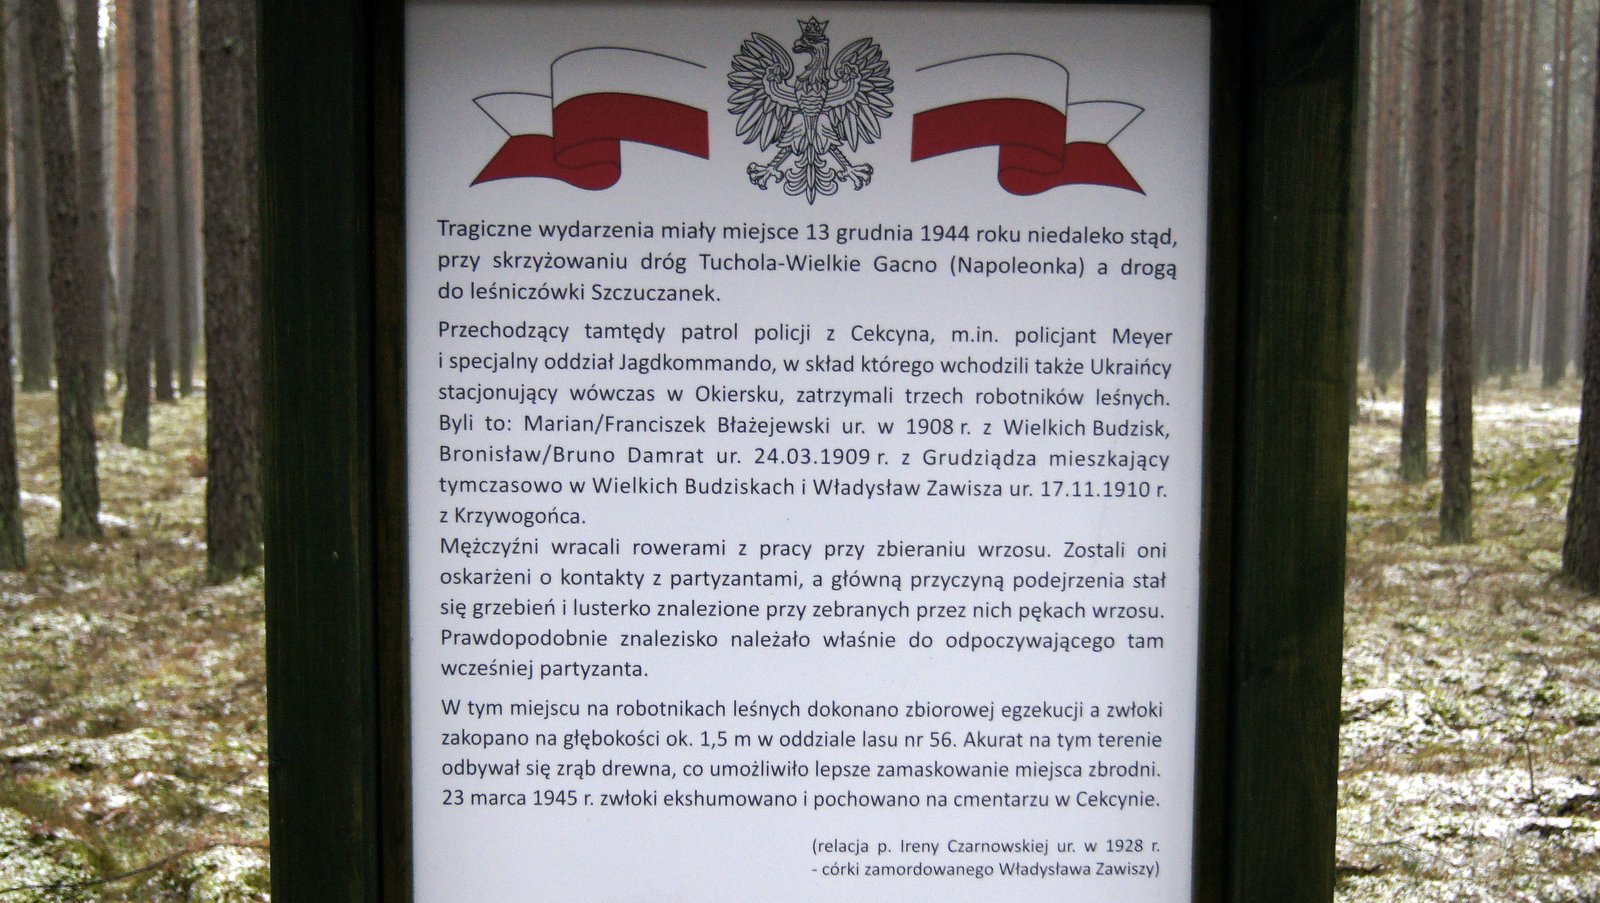 Tragiczne wydarzenia miały miejsce 13 grudnia 1944 roku niedaleko stąd,
przy skrzyżowaniu dróg Tuchola-Wielkie Gacno (Napoleonka) a drogą
do leśniczówki Szczuczanek.
Przechodzący tamtędy patrol policji z Cekcyna, m.in. policjant Meyer
i specjalny oddział Jagdkommando, w skład którego wchodzili także Ukraińcy
stacjonujący wówczas w Okiersku, zatrzymali trzech robotników leśnych.
Byli to: Marian/Franciszek Błażejewski ur. w 1908 r. z Wielkich Budzisk,
Bronisław/Bruno Damrat ur. 24.03.1909 r. z Grudziądza mieszkający
tymczasowo w Wielkich Budziskach i Władysław Zawisza ur. 17.11.1910 r.
z Krzywogońca.
Mężczyźni wracali rowerami z pracy przy zbieraniu wrzosu. Zostali oni
oskarżeni o kontakty z partyzantami, a główną przyczyną podejrzenia stał
się grzebień i lusterko znalezione przy zebranych przez nich pękach wrzosu.
Prawdopodobnie znalezisko należało właśnie do odpoczywającego tam
wcześniej partyzanta.
W tym miejscu na robotnikach leśnych dokonano zbiorowej egzekucji a zwłoki
zakopano na głębokości ok. 1,5 m w oddziale lasu nr 56. Akurat na tym terenie
odbywał się zrąb drewna, co umożliwiło lepsze zamaskowanie miejsca zbrodni.
23 marca 1945 r. zwłoki ekshumowano i pochowano na cmentarzu w Cekcynie.
(relacja p. Ireny Czarnowskiej ur. w 1928 r.
- córki zamordowanego Władysława Zawiszy)